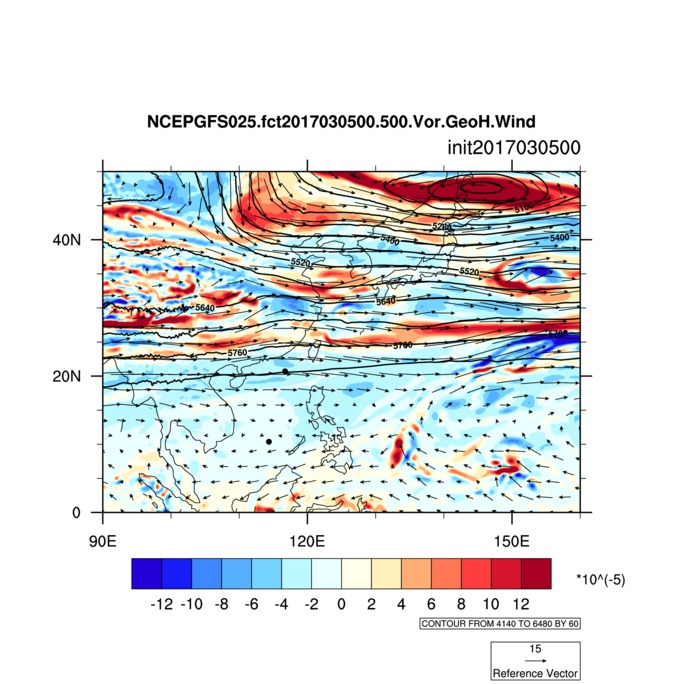 NCEPGFS025.fct2017030500.500.Vor.GeoH.Wind
init2017030500
5160
5280
5400
5400
5520
5520
5640
5640
5760
5760
40N
20N
0
90E 120E 150E
-12 -10 -8 -6 -4 -2 0 2 4 6 8 10 12
*10^(-5)
CONTOUR FROM 4140 TO 6480 BY 60
15
Reference Vector